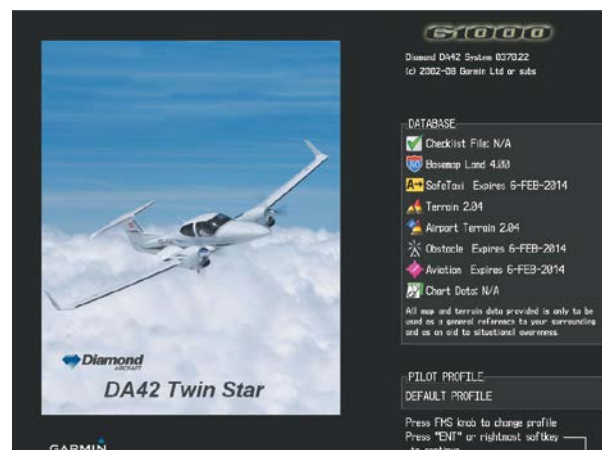 G1000
Diamond DA42 System 0370.22
(c) 2002-08 Garmin Ltd or subs
DATABASE
Checklist File: N/A
Basemap Land 4.00
A→ SafeTaxi Expires 6-FEB-2014
Terrain 2.04
Airport Terrain 2.04
Obstacle Expires 6-FEB-2014
Aviation Expires 6-FEB-2014
Chart Data: N/A
All map and terrain data provided is only to be
used as a general reference to your surrounding
and as an aid to situational awareness.
Diamond
AIRCRAFT
DA42 Twin Star
PILOT PROFILE
DEFAULT PROFILE
Press FMS knob to change profile
Press "ENT" or rightmost softkey
to continue
GARMIN